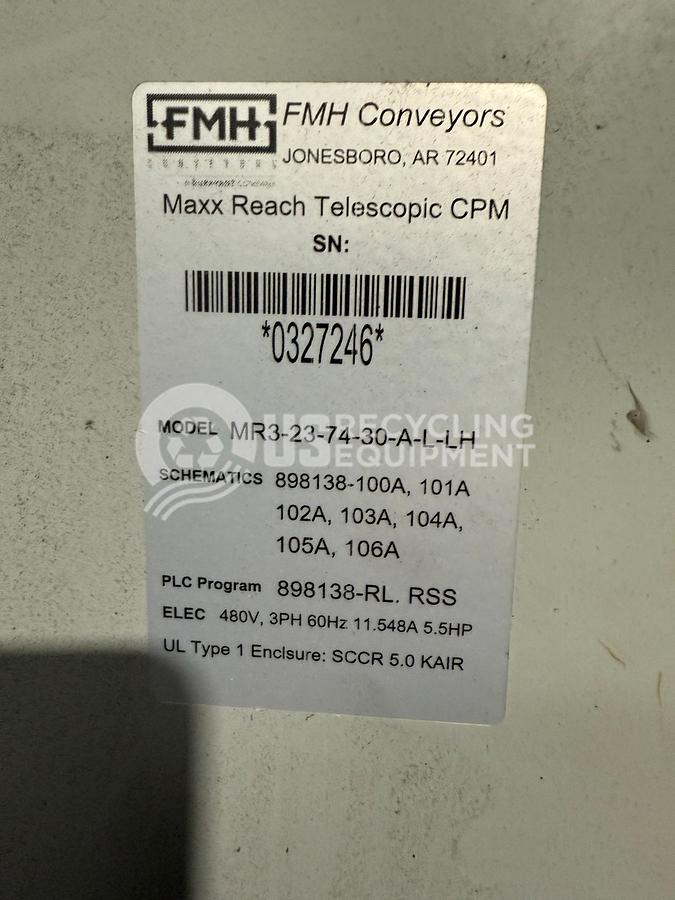 FMH
FMH Conveyors
CONVEYORS
JONESBORO, AR 72401
Maxx Reach Telescopic CPM
SN:
*0327246*
MODEL MR3-23-74-30-A-L-LH
US RECYCLING
EQUIPMENT
SCHEMATICS 898138-100A, 101A
102A, 103A, 104A,
105A, 106A
PLC Program 898138-RL. RSS
ELEC 480V, 3PH 60Hz 11.548A 5.5HP
UL Type 1 Enclsure: SCCR 5.0 KAIR